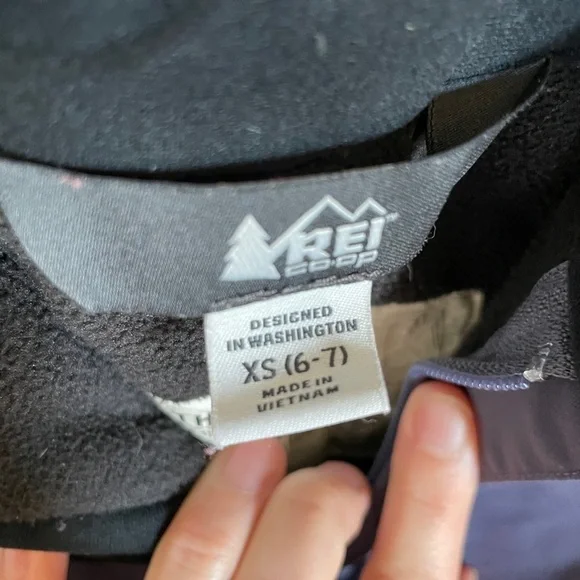 REI
CO·OP
DESIGNED
IN WASHINGTON
XS (6-7)
MADE IN
VIETNAM